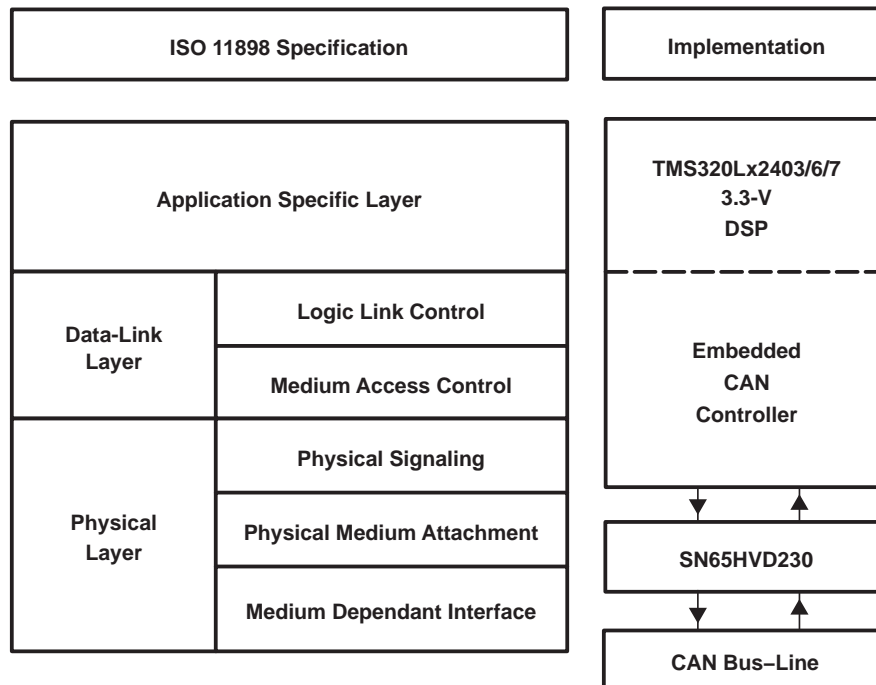 ISO 11898 Specification
Implementation
Application Specific Layer
Data-Link
Layer
Logic Link Control
Medium Access Control
Physical
Layer
Physical Signaling
Physical Medium Attachment
Medium Dependant Interface
TMS320Lx2403/6/7
3.3-V
DSP
Embedded
CAN
Controller
SN65HVD230
CAN Bus–Line